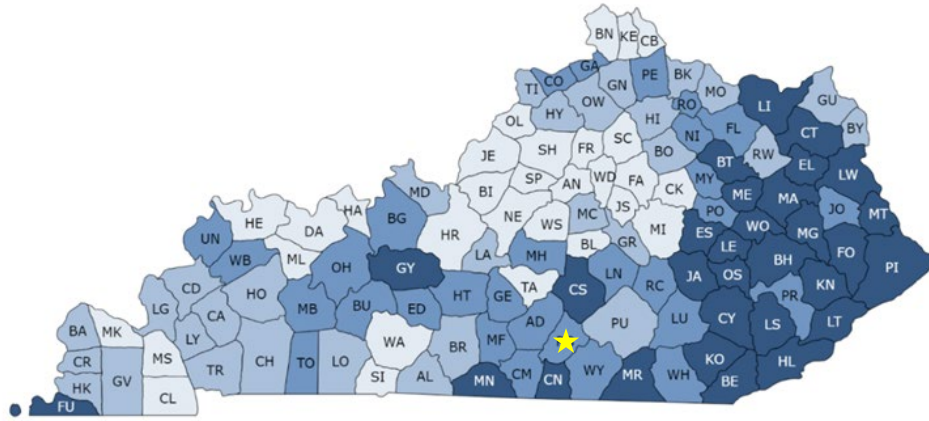 BN KE CB
GA
CO PE BK
TI GN MO
HY OW RO LI GU
OL HI NI FL CT BY
JE SH FR SC BO BT RW EL LW
SP AN WD FA MY ME MA
MD BI CK PO JO MT
HA BG NE WS MC JS MI ES WO MG
HE DA HR LA BL GR LE FO
UN WB ML OH GY MH LN JA OS BH PI
CD TA CS RC KN
LG HO MB BU ED HT GE CY PR LS LT
BA MK CA AD PU LU
LY WA BR MF
CR MS TR CH TO LO KO HL
HK GV SI AL MN CM CN WY MR WH BE
FU CL